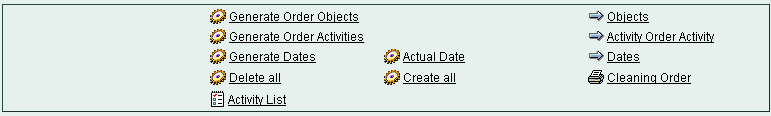 Generate Order Objects Objects
Generate Order Activities Activity Order Activity
Generate Dates Actual Date Dates
Delete all Create all Cleaning Order
Activity List